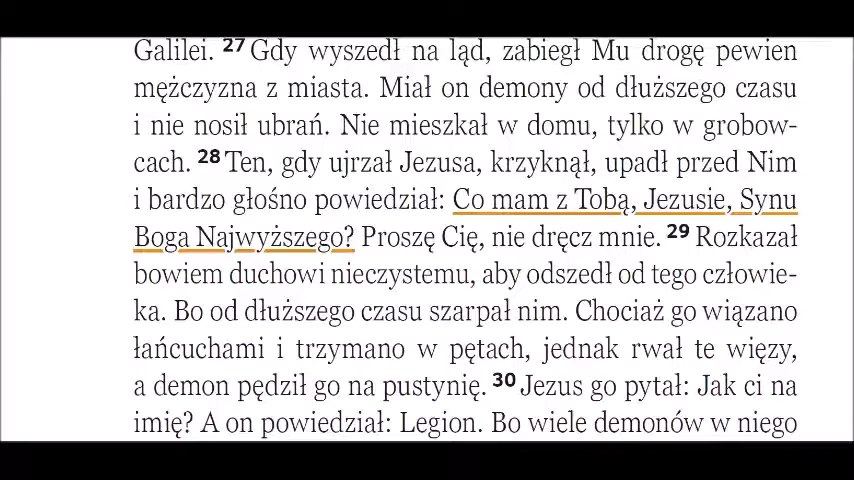 Galilei. 27 Gdy wyszedł na ląd, zabiegł Mu drogę pewien
mężczyzna z miasta. Miał on demony od dłuższego czasu
i nie nosił ubrań. Nie mieszkał w domu, tylko w grobow-
cach. 28 Ten, gdy ujrzał Jezusa, krzyknął, upadł przed Nim
i bardzo głośno powiedział: Co mam z Tobą, Jezusie, Synu
Boga Najwyższego? Proszę Cię, nie dręcz mnie. 29 Rozkazał
bowiem duchowi nieczystemu, aby odszedł od tego człowie-
ka. Bo od dłuższego czasu szarpał nim. Chociaż go wiązano
łańcuchami i trzymano w pętach, jednak rwał te więzy,
a demon pędził go na pustynię. 30 Jezus go pytał: Jak ci na
imię? A on powiedział: Legion. Bo wiele demonów w niego